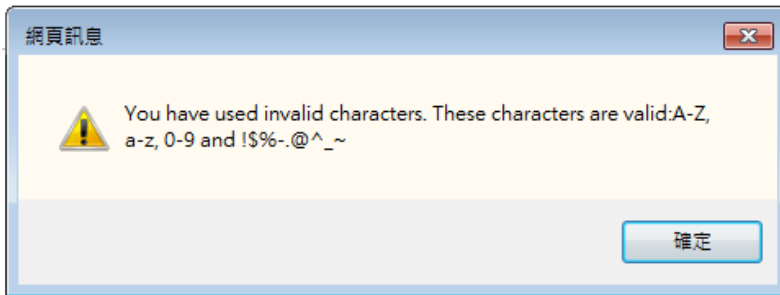 網頁訊息
You have used invalid characters. These characters are valid:A-Z,
a-z, 0-9 and !$%-.@^_~
確定